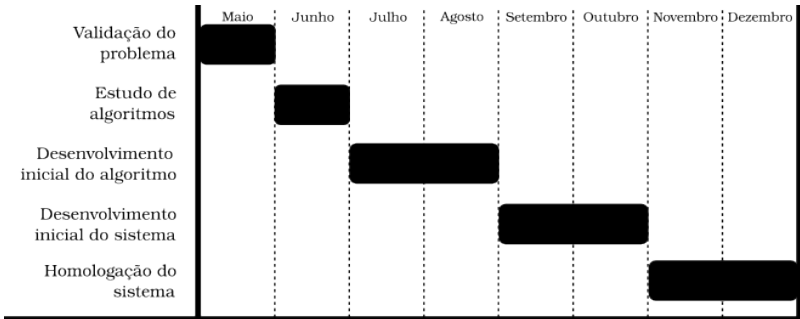 Maio Junho Julho Agosto Setembro Outubro Novembro Dezembro
Validação do
problema
Estudo de
algoritmos
Desenvolvimento
inicial do algoritmo
Desenvolvimento
inicial do sistema
Homologação do
sistema